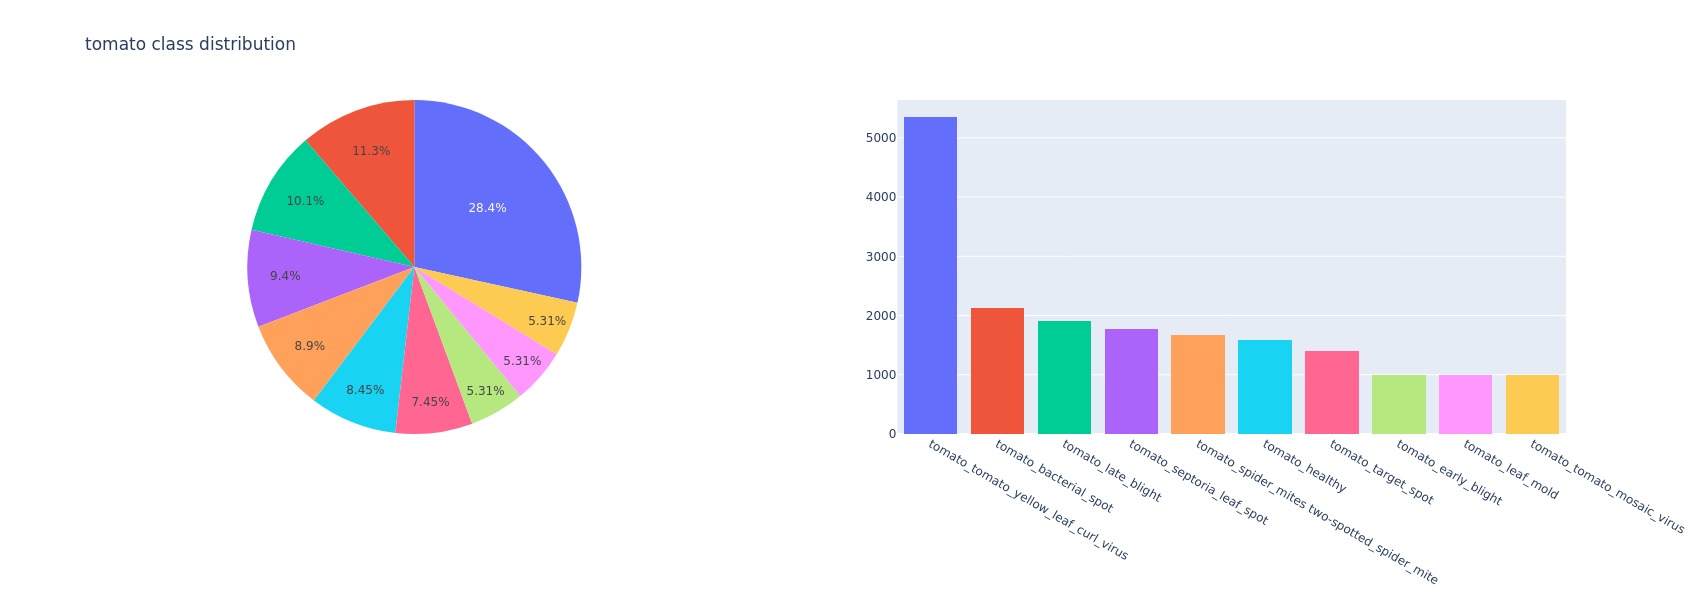 tomato class distribution
11.3%
28.4%
10.1%
9.4%
8.9%
8.45%
7.45%
5.31%
5.31%
5.31%
5000
4000
3000
2000
1000
0
tomato_tomato_yellow_leaf_curl_virus
tomato_bacterial_spot
tomato_late_blight
tomato_septoria_leaf_spot
tomato_spider_mites two-spotted_spider_mite
tomato_healthy
tomato_target_spot
tomato_early_blight
tomato_leaf_mold
tomato_tomato_mosaic_virus